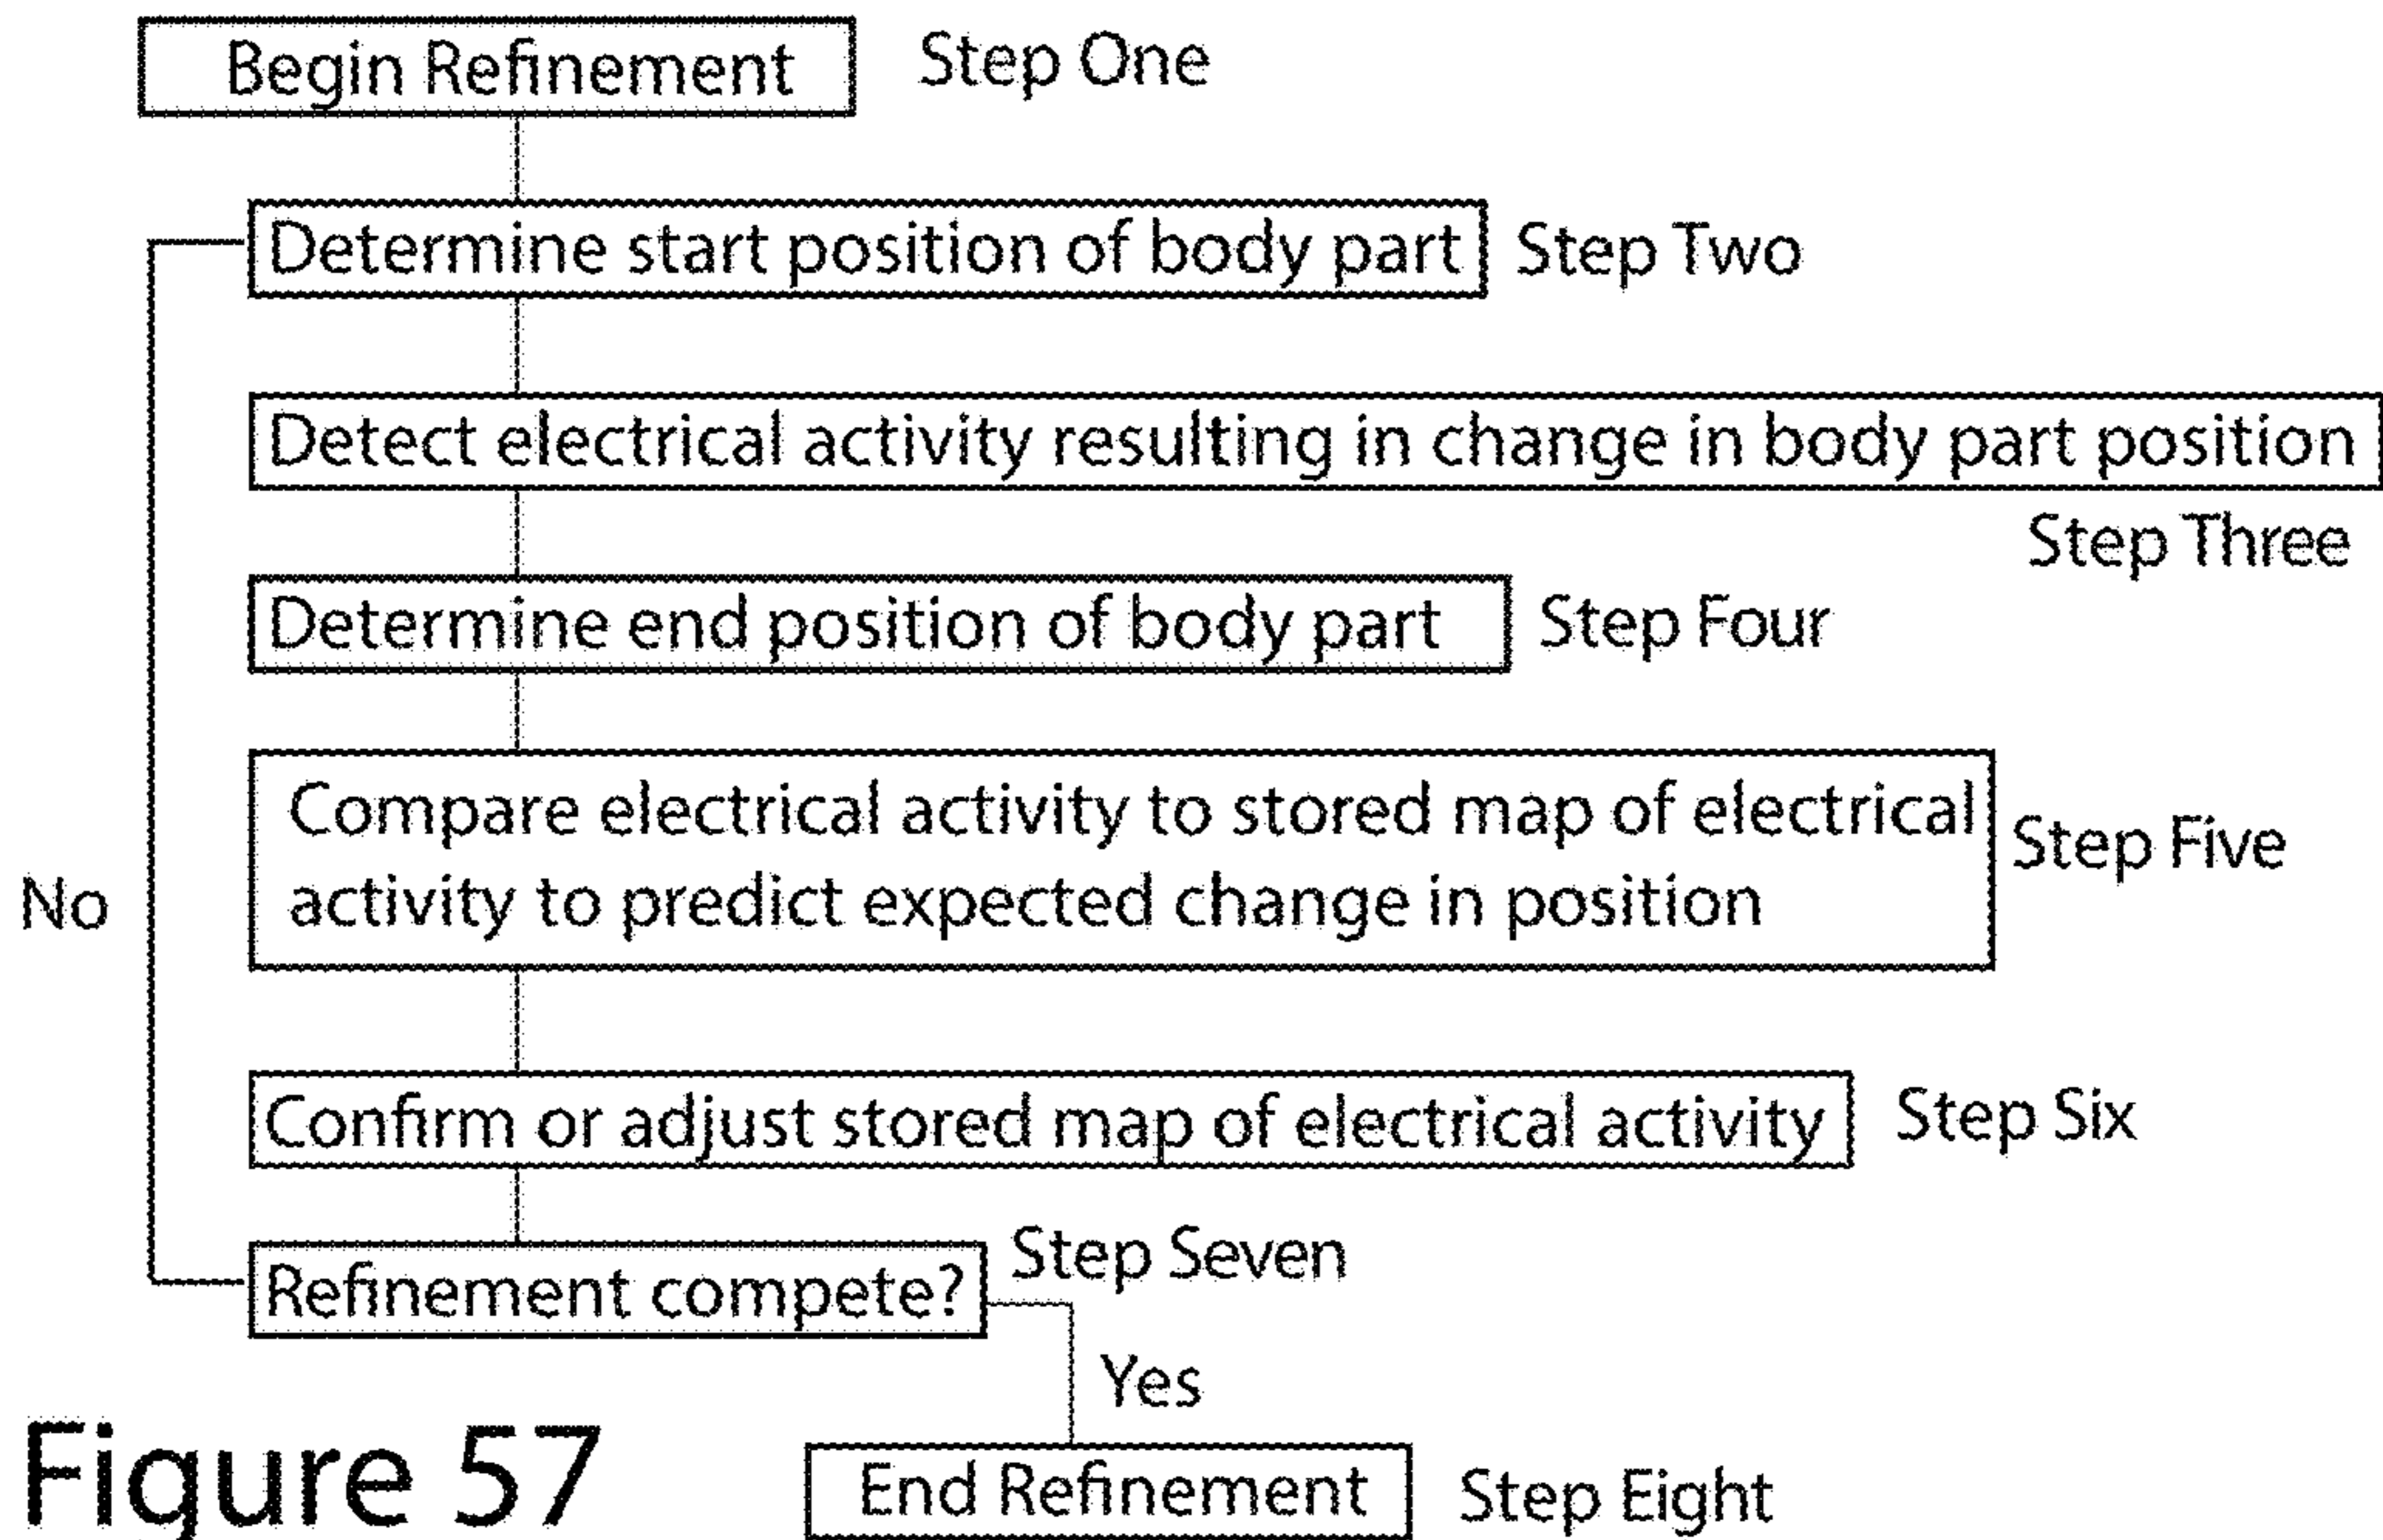 Begin Refinement
Step One
Determine start position of body part
Step Two
Detect electrical activity resulting in change in body part position
Step Three
Determine end position of body part
Step Four
Compare electrical activity to stored map of electrical
activity to predict expected change in position
Step Five
No
Confirm or adjust stored map of electrical activity
Step Six
Refinement compete?
Step Seven
Yes
End Refinement
Step Eight
Figure 57